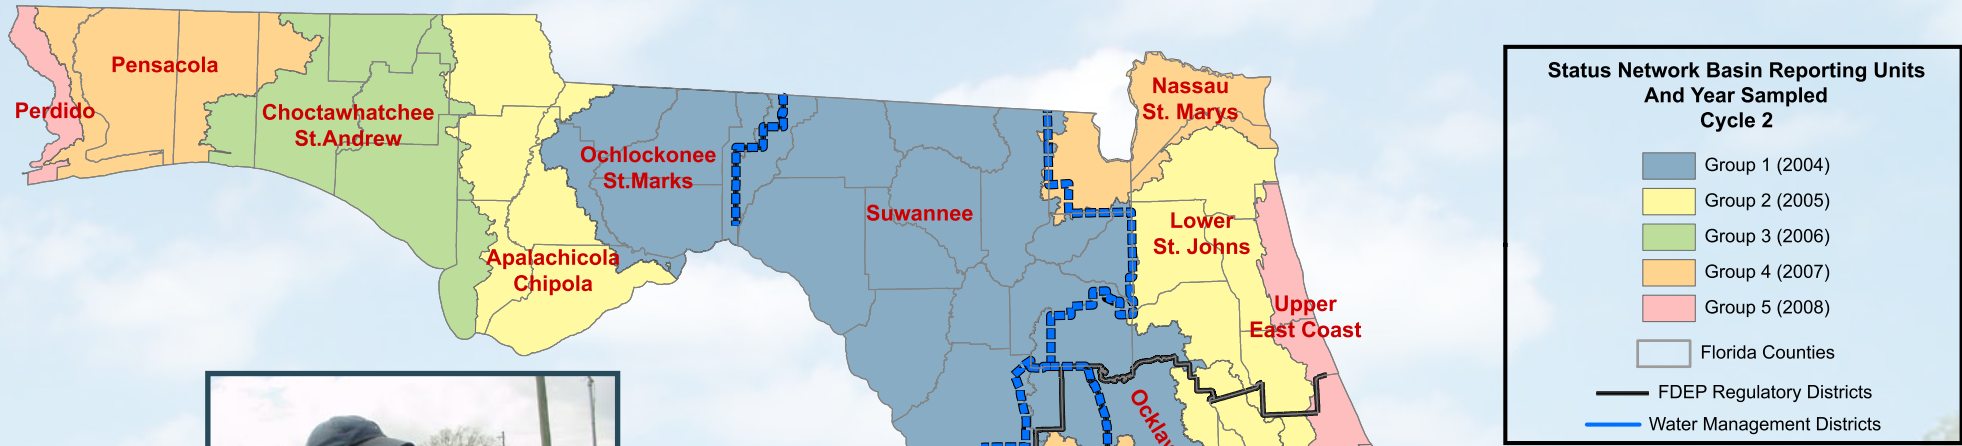 Pensacola
Perdido
Choctawhatchee
St.Andrew
Apalachicola
Chipola
Ochlockonee
St.Marks
Suwannee
Nassau
St. Marys
Lower
St. Johns
Upper
East Coast
Status Network Basin Reporting Units
And Year Sampled
Cycle 2
Group 1 (2004)
Group 2 (2005)
Group 3 (2006)
Group 4 (2007)
Group 5 (2008)
Florida Counties
FDEP Regulatory Districts
Water Management Districts